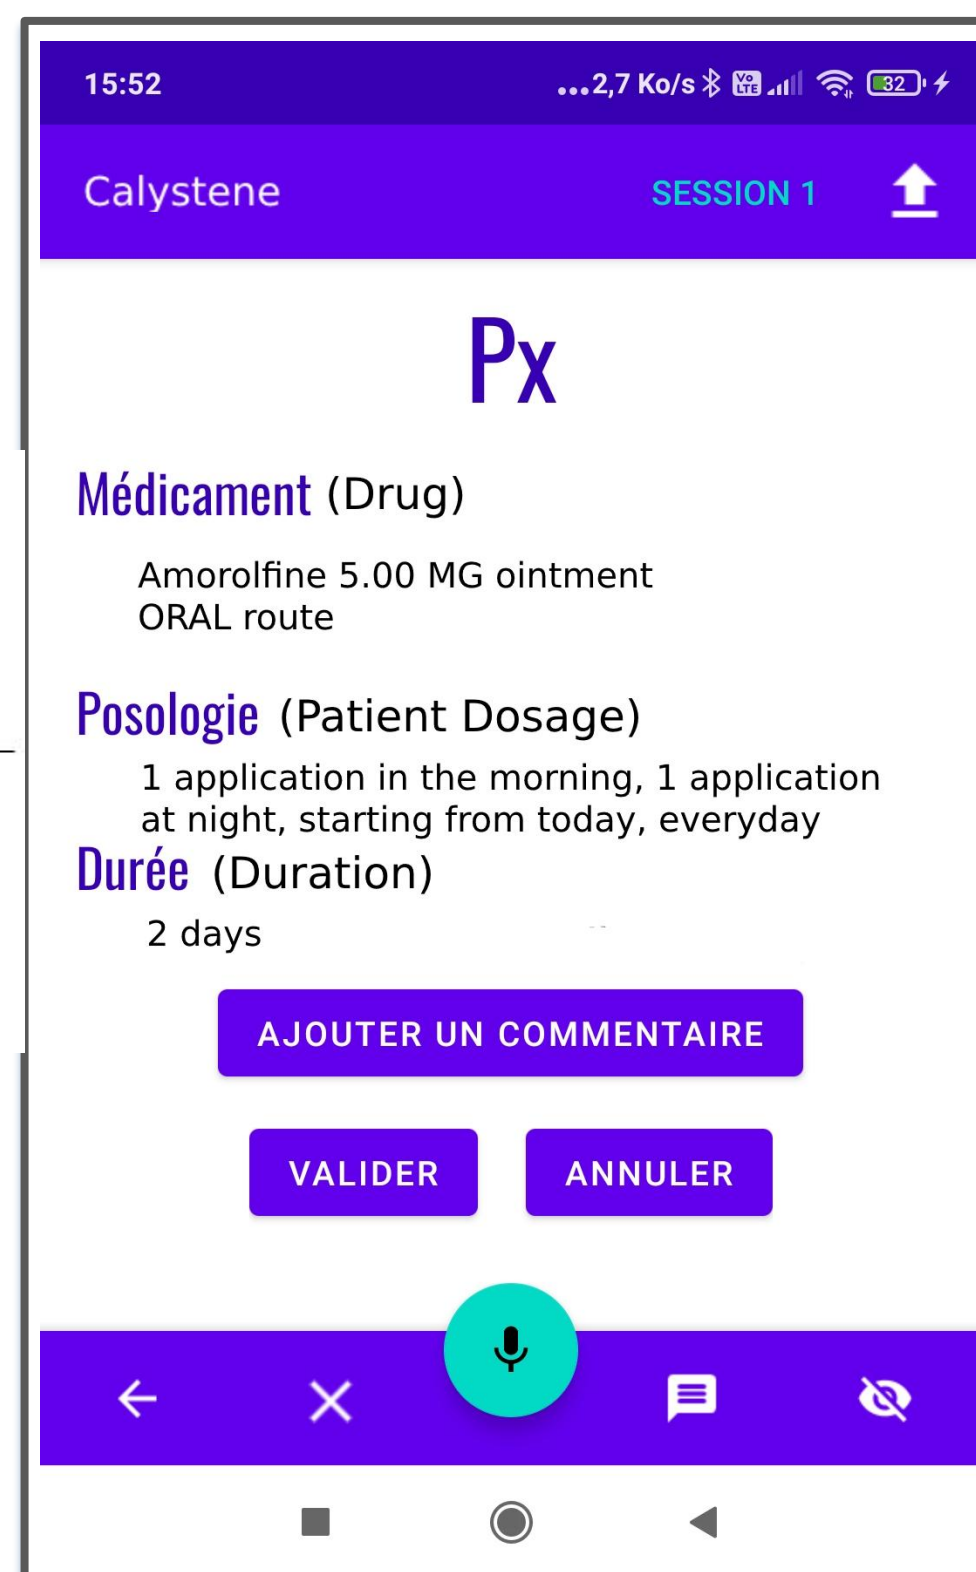 15:52
...2,7 Ko/s Vo LTE 32
Calystene SESSION 1
Px
Médicament (Drug)
Amorolfine 5.00 MG ointment
ORAL route
Posologie (Patient Dosage)
1 application in the morning, 1 application
at night, starting from today, everyday
Durée (Duration)
2 days
AJOUTER UN COMMENTAIRE
VALIDER ANNULER